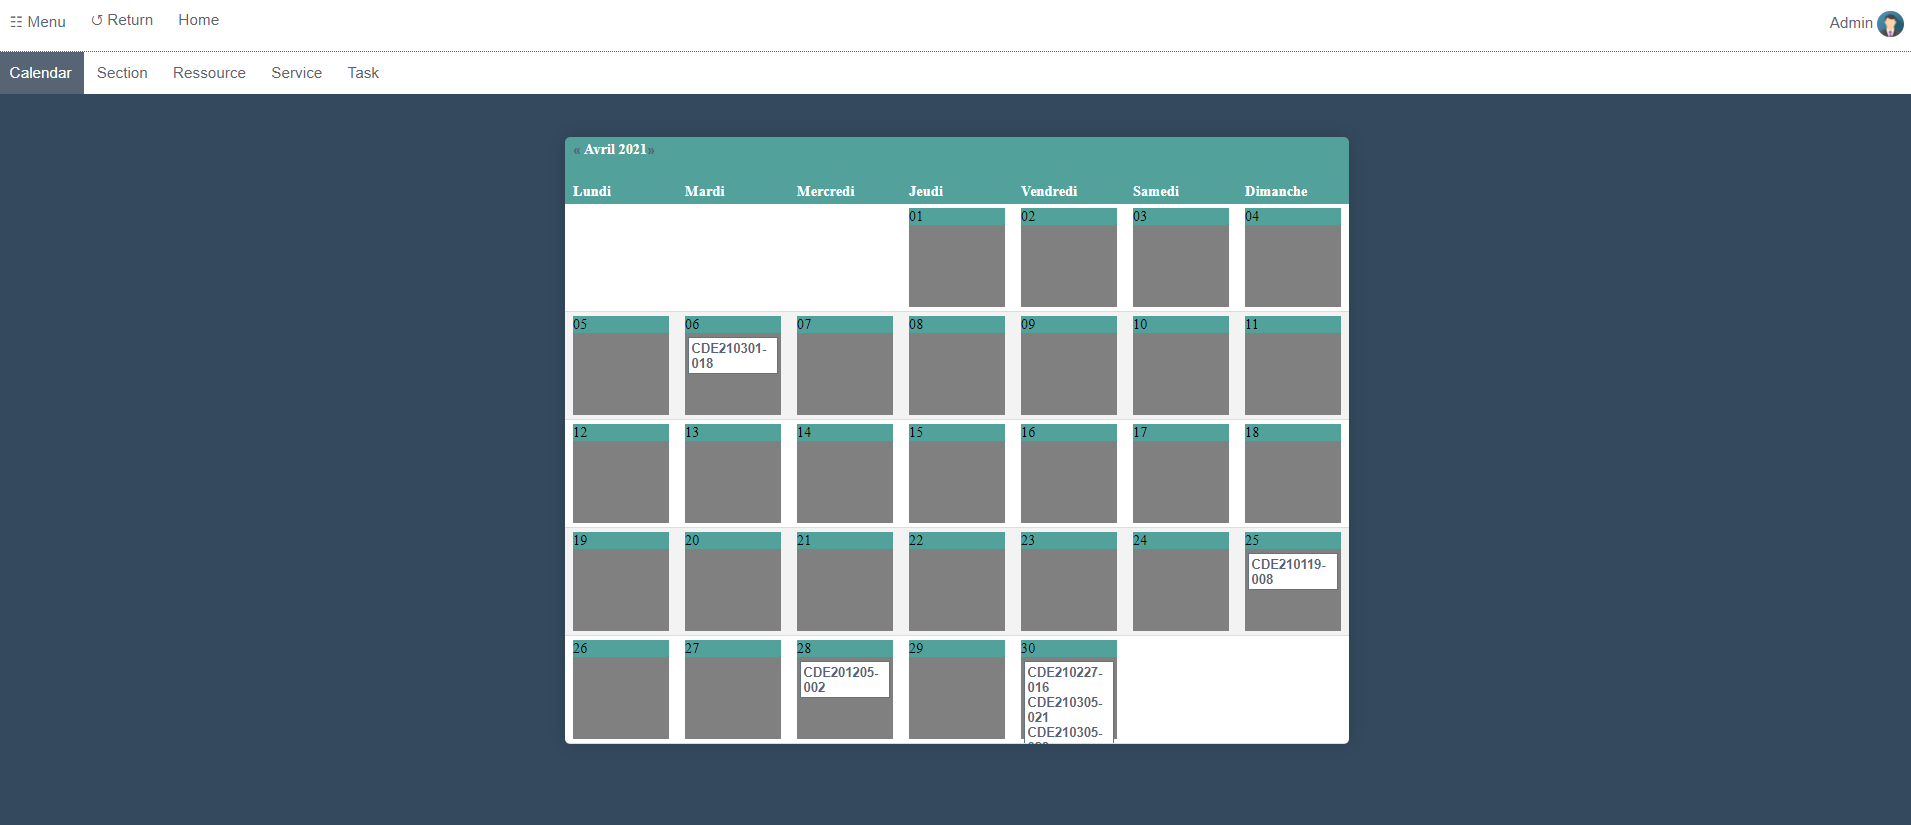 ☷ Menu ↺ Return Home Admin
Calendar Section Ressource Service Task
« Avril 2021»
Lundi Mardi Mercredi Jeudi Vendredi Samedi Dimanche
01 02 03 04
05 06 07 08 09 10 11
CDE210301-
018
12 13 14 15 16 17 18
19 20 21 22 23 24 25
CDE210119-
008
26 27 28 29 30
CDE201205-
002
CDE210227-
016
CDE210305-
021
CDE210305-